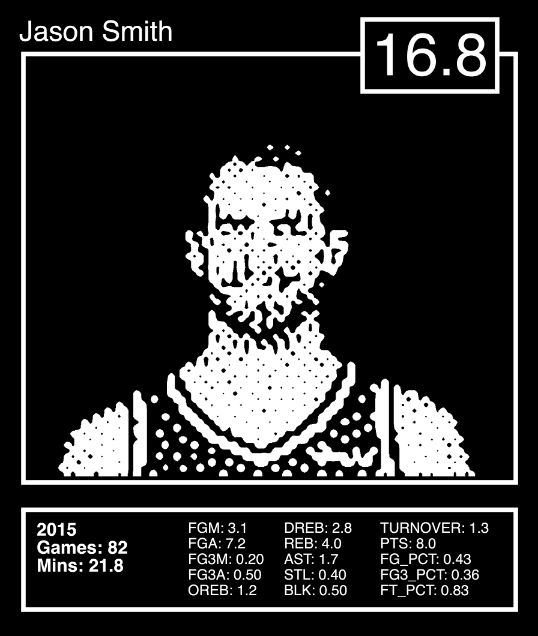 Jason Smith
16.8
2015
Games: 82
Mins: 21.8
FGM: 3.1
FGA: 7.2
FG3M: 0.20
FG3A: 0.50
OREB: 1.2
DREB: 2.8
REB: 4.0
AST: 1.7
STL: 0.40
BLK: 0.50
TURNOVER: 1.3
PTS: 8.0
FG_PCT: 0.43
FG3_PCT: 0.36
FT_PCT: 0.83